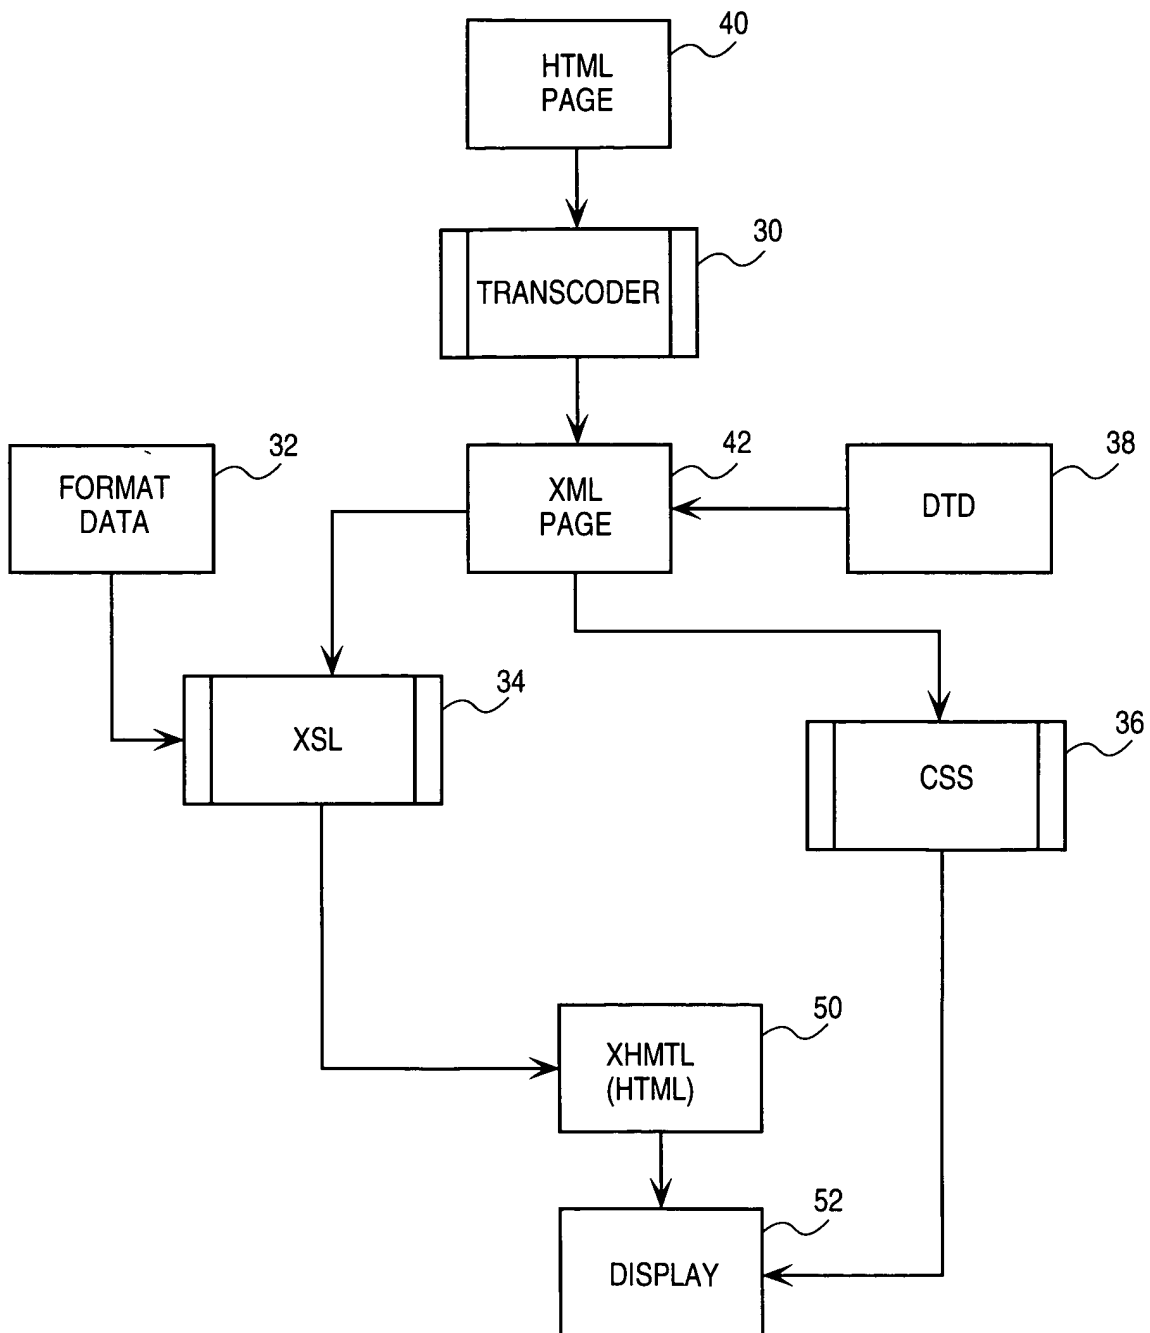 40
HTML
PAGE
30
TRANSCODER
32
FORMAT
DATA
42
XML
PAGE
38
DTD
34
XSL
36
CSS
50
XHMTL
(HTML)
52
DISPLAY